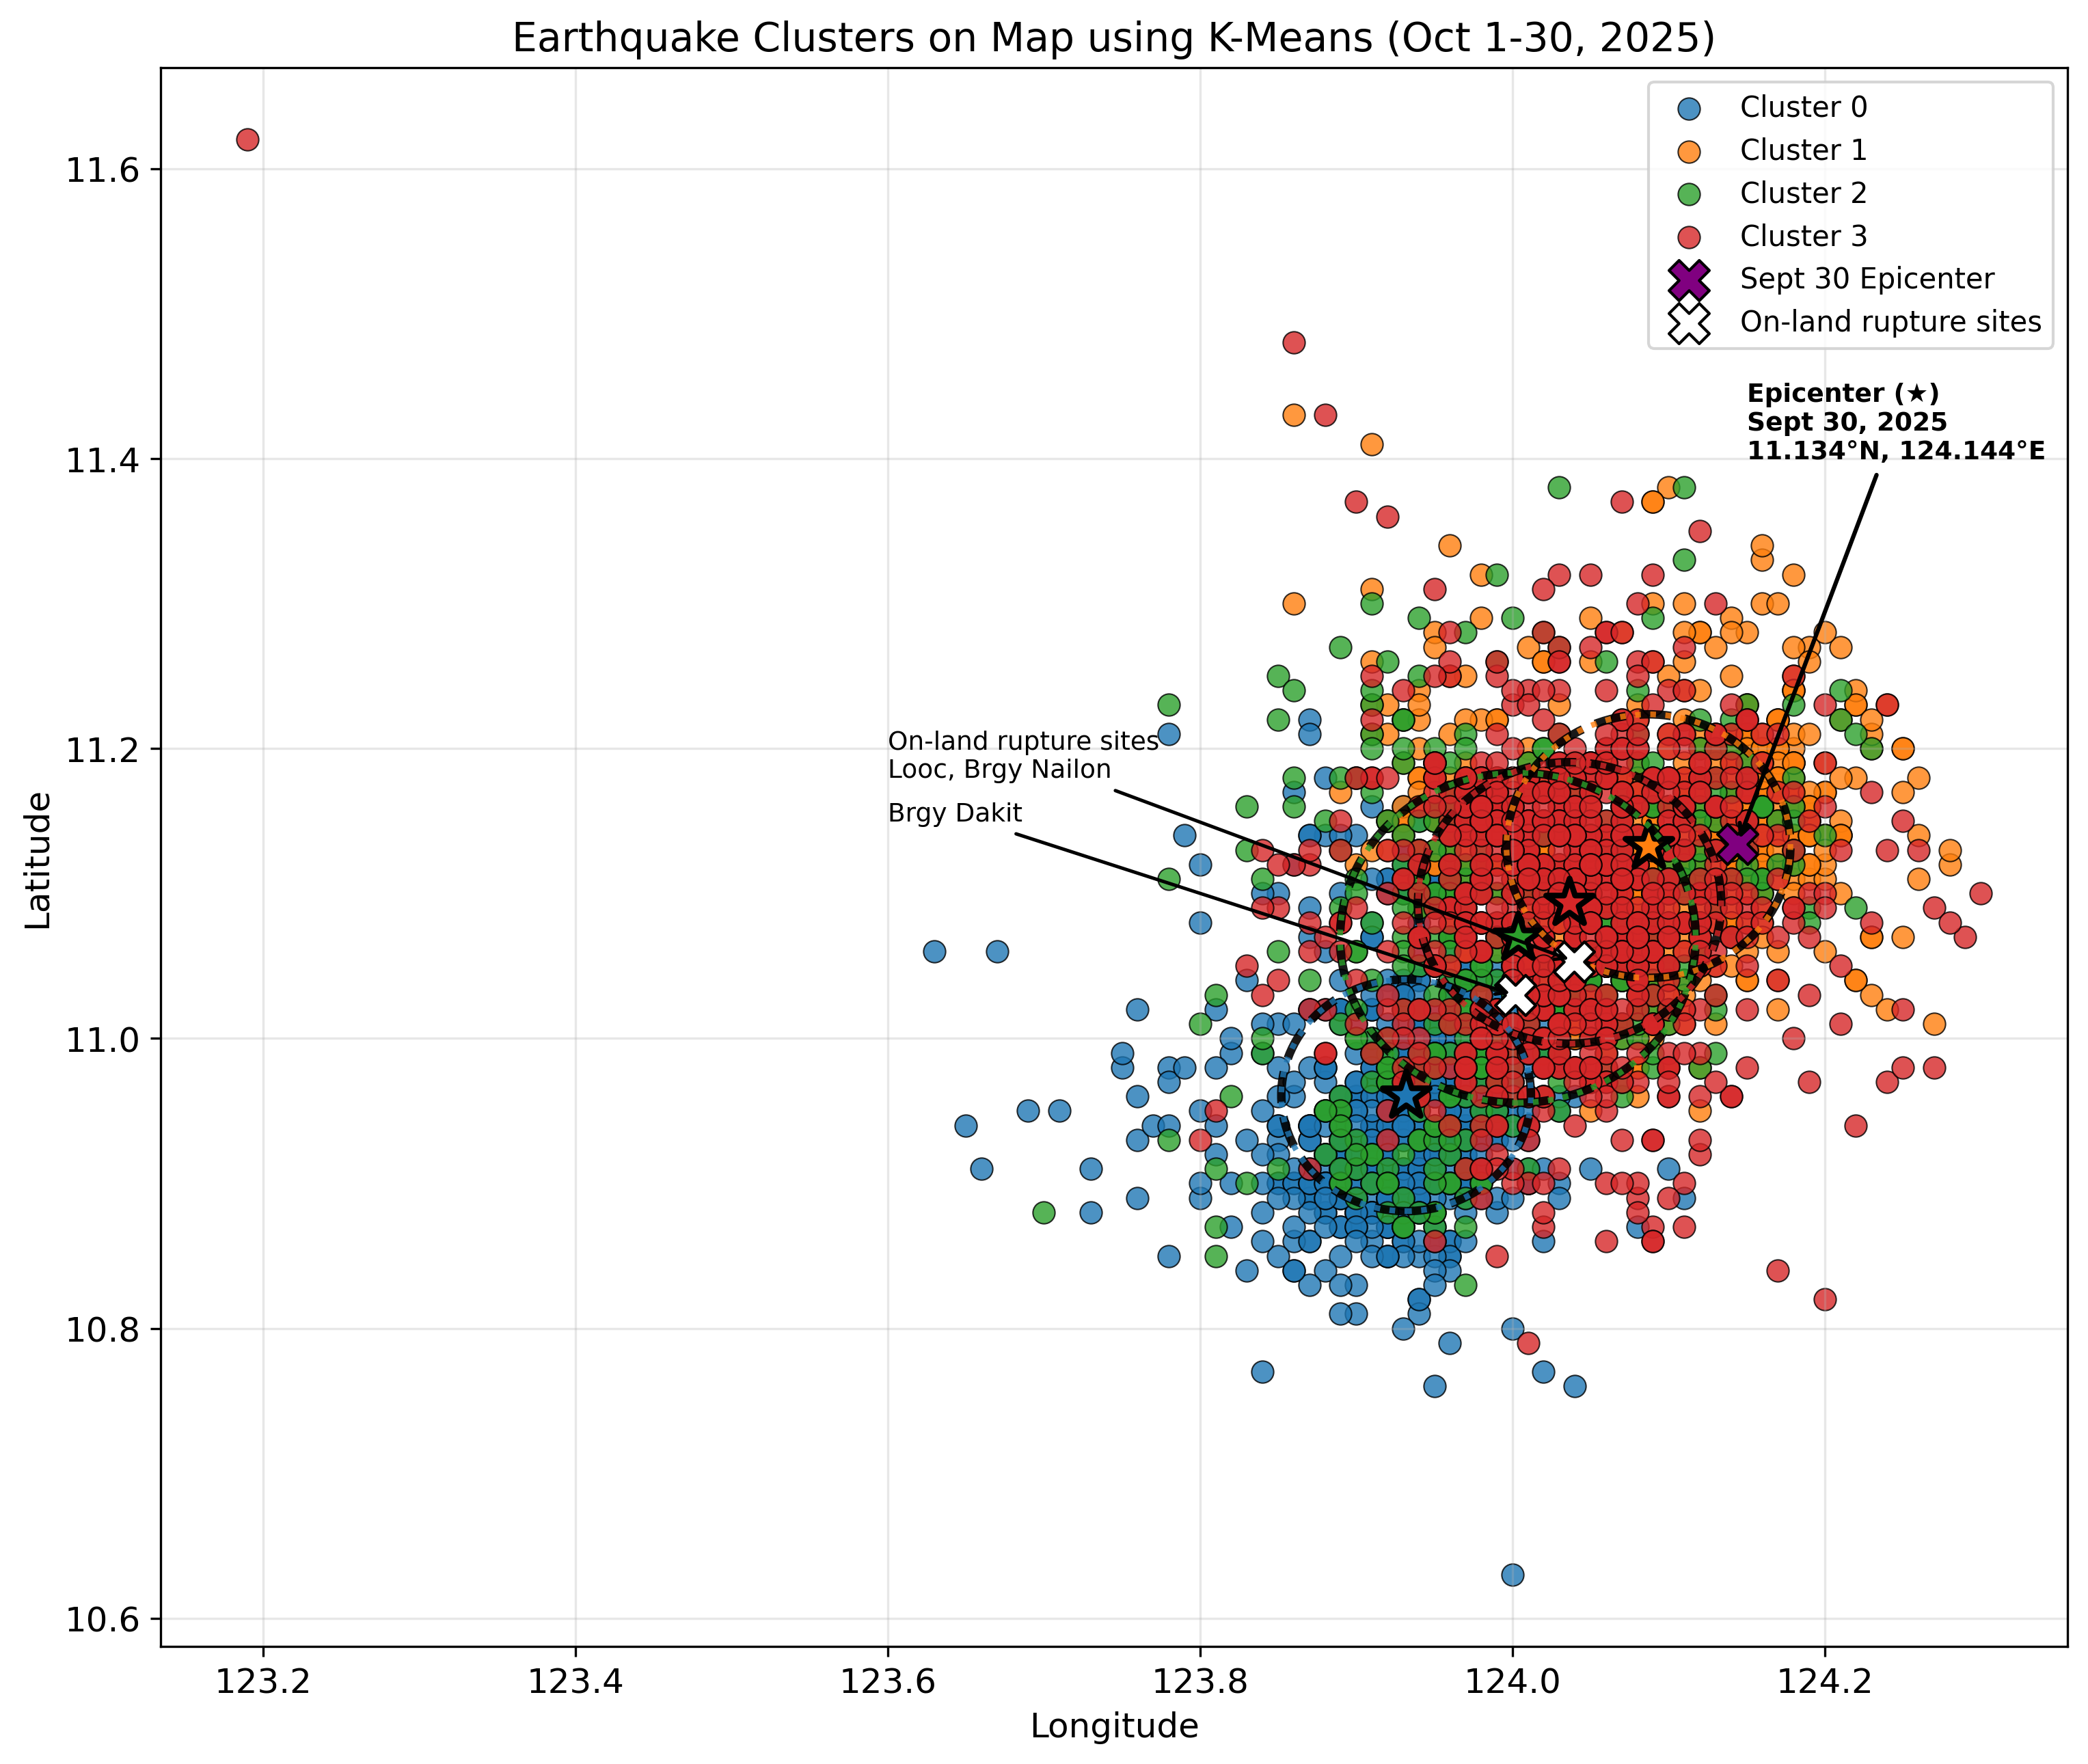 Earthquake Clusters on Map using K-Means (Oct 1-30, 2025)
Cluster 0
Cluster 1
Cluster 2
Cluster 3
Sept 30 Epicenter
On-land rupture sites
Epicenter (★)
Sept 30, 2025
11.134°N, 124.144°E
On-land rupture sites
Looc, Brgy Nailon
Brgy Dakit
Latitude
11.6
11.4
11.2
11.0
10.8
10.6
123.2
123.4
123.6
123.8
124.0
124.2
Longitude